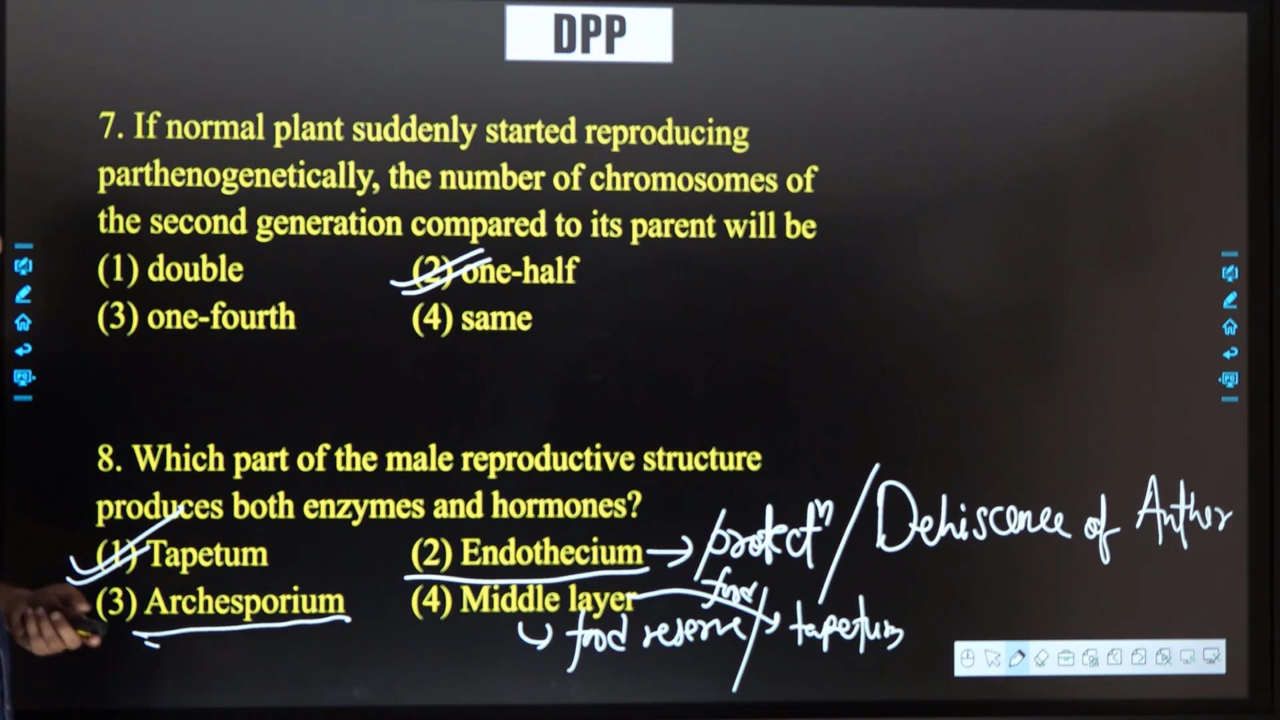 DPP
7. If normal plant suddenly started reproducing
parthenogenetically, the number of chromosomes of
the second generation compared to its parent will be
(1) double (2) one-half
(3) one-fourth (4) same
8. Which part of the male reproductive structure
produces both enzymes and hormones?
(1) Tapetum (2) Endothecium → protectⁿ / Dehiscence of Anther
(3) Archesporium (4) Middle layer food
food reserve / tapetum